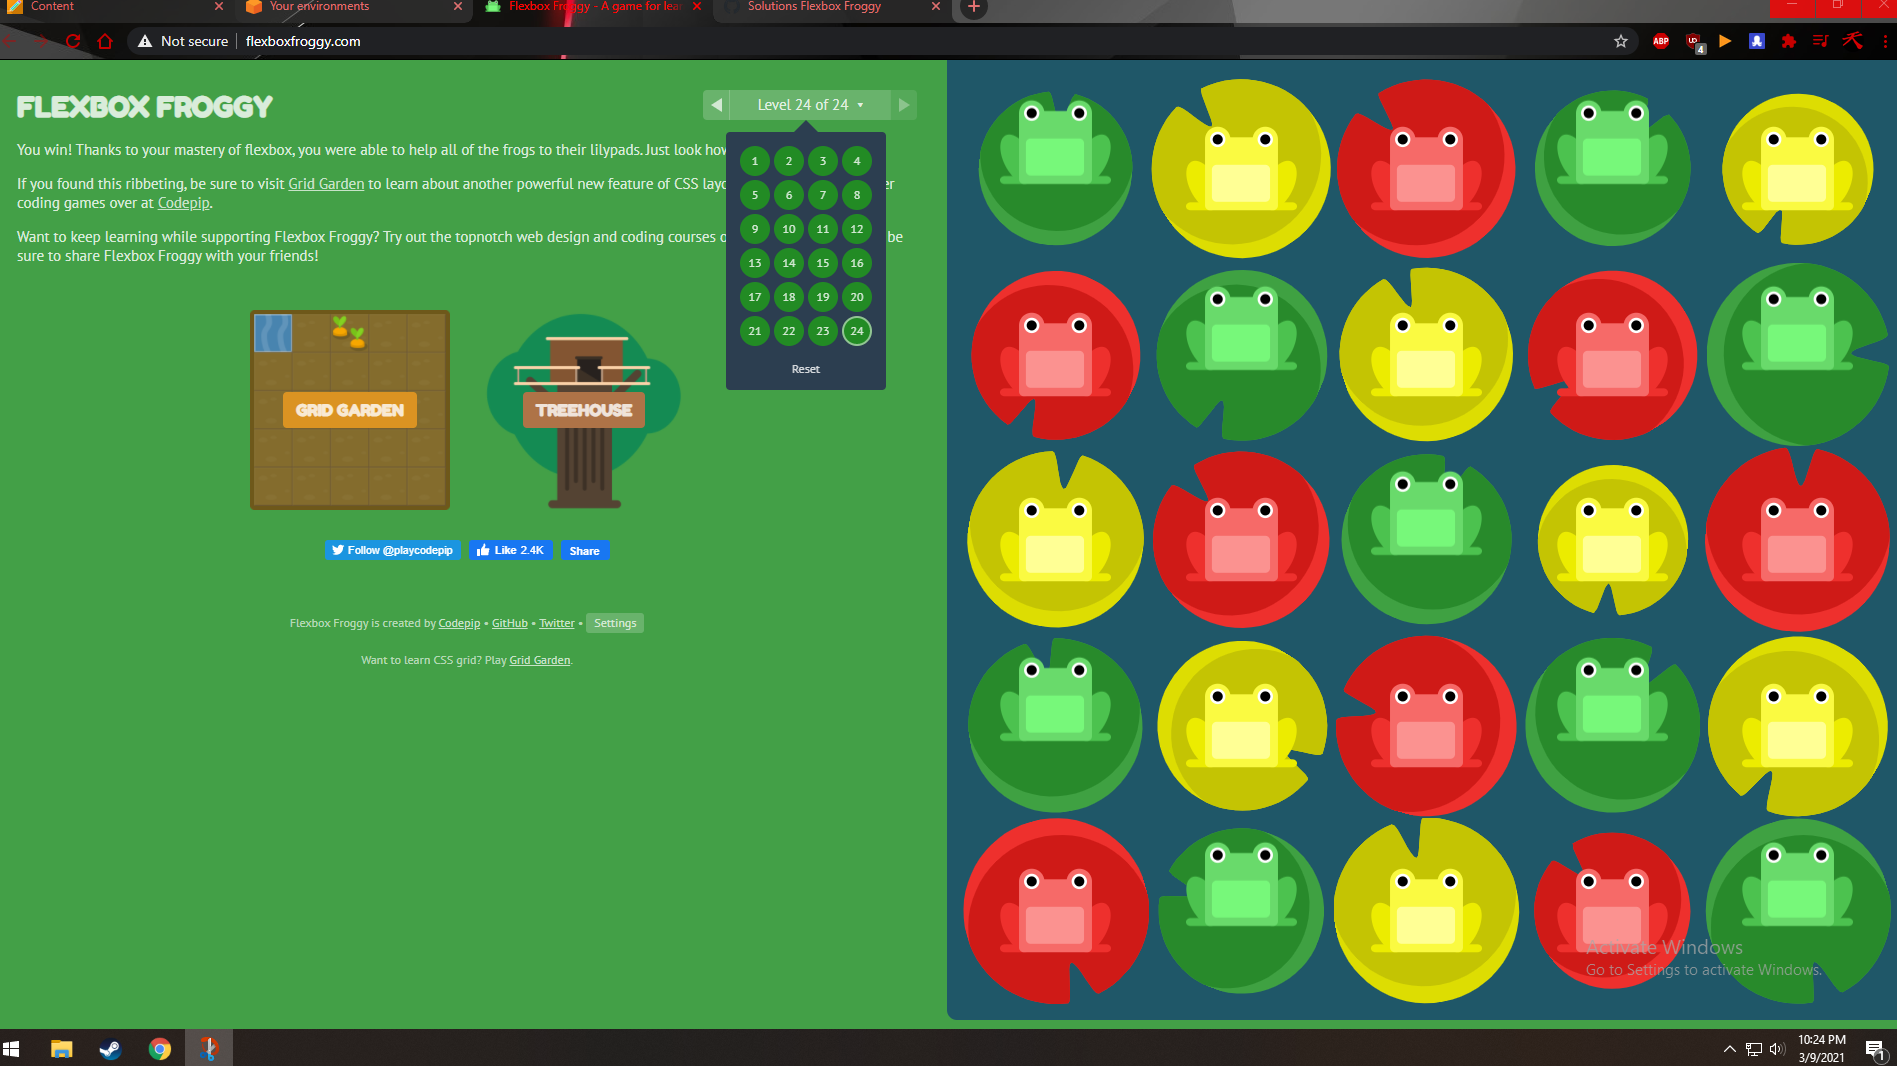 Content
Your environments
Flexbox Froggy - A game for lear
Solutions Flexbox Froggy
Not secure
flexboxfroggy.com
ABP
4
FLEXBOX FROGGY
Level 24 of 24
You win! Thanks to your mastery of flexbox, you were able to help all of the frogs to their lilypads. Just look how
If you found this ribbeting, be sure to visit Grid Garden to learn about another powerful new feature of CSS layo er
coding games over at Codepip.
Want to keep learning while supporting Flexbox Froggy? Try out the topnotch web design and coding courses o be
sure to share Flexbox Froggy with your friends!
1 2 3 4
5 6 7 8
9 10 11 12
13 14 15 16
17 18 19 20
21 22 23 24
Reset
GRID GARDEN
TREEHOUSE
Follow @playcodepip
Like 2.4K
Share
Flexbox Froggy is created by Codepip • GitHub • Twitter • Settings
Want to learn CSS grid? Play Grid Garden.
Activate Windows
Go to Settings to activate Windows.
10:24 PM
3/9/2021
1